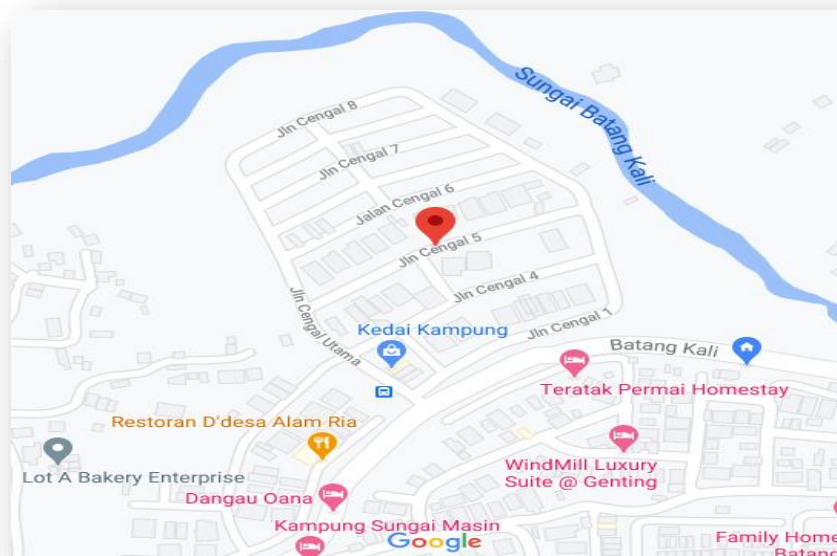 Jln Cengal 8
Sungai Batang Kali
Jln Cengal 7
Jalan Cengal 6
Jln Cengal 5
Jln Cengal 4
Jln Cengal Utama
Jln Cengal 1
Kedai Kampung
Batang Kali
Teratak Permai Homestay
Restoran D'desa Alam Ria
Lot A Bakery Enterprise
WindMill Luxury
Suite @ Genting
Dangau Oana
Kampung Sungai Masin
Google
Family Homs
Batang